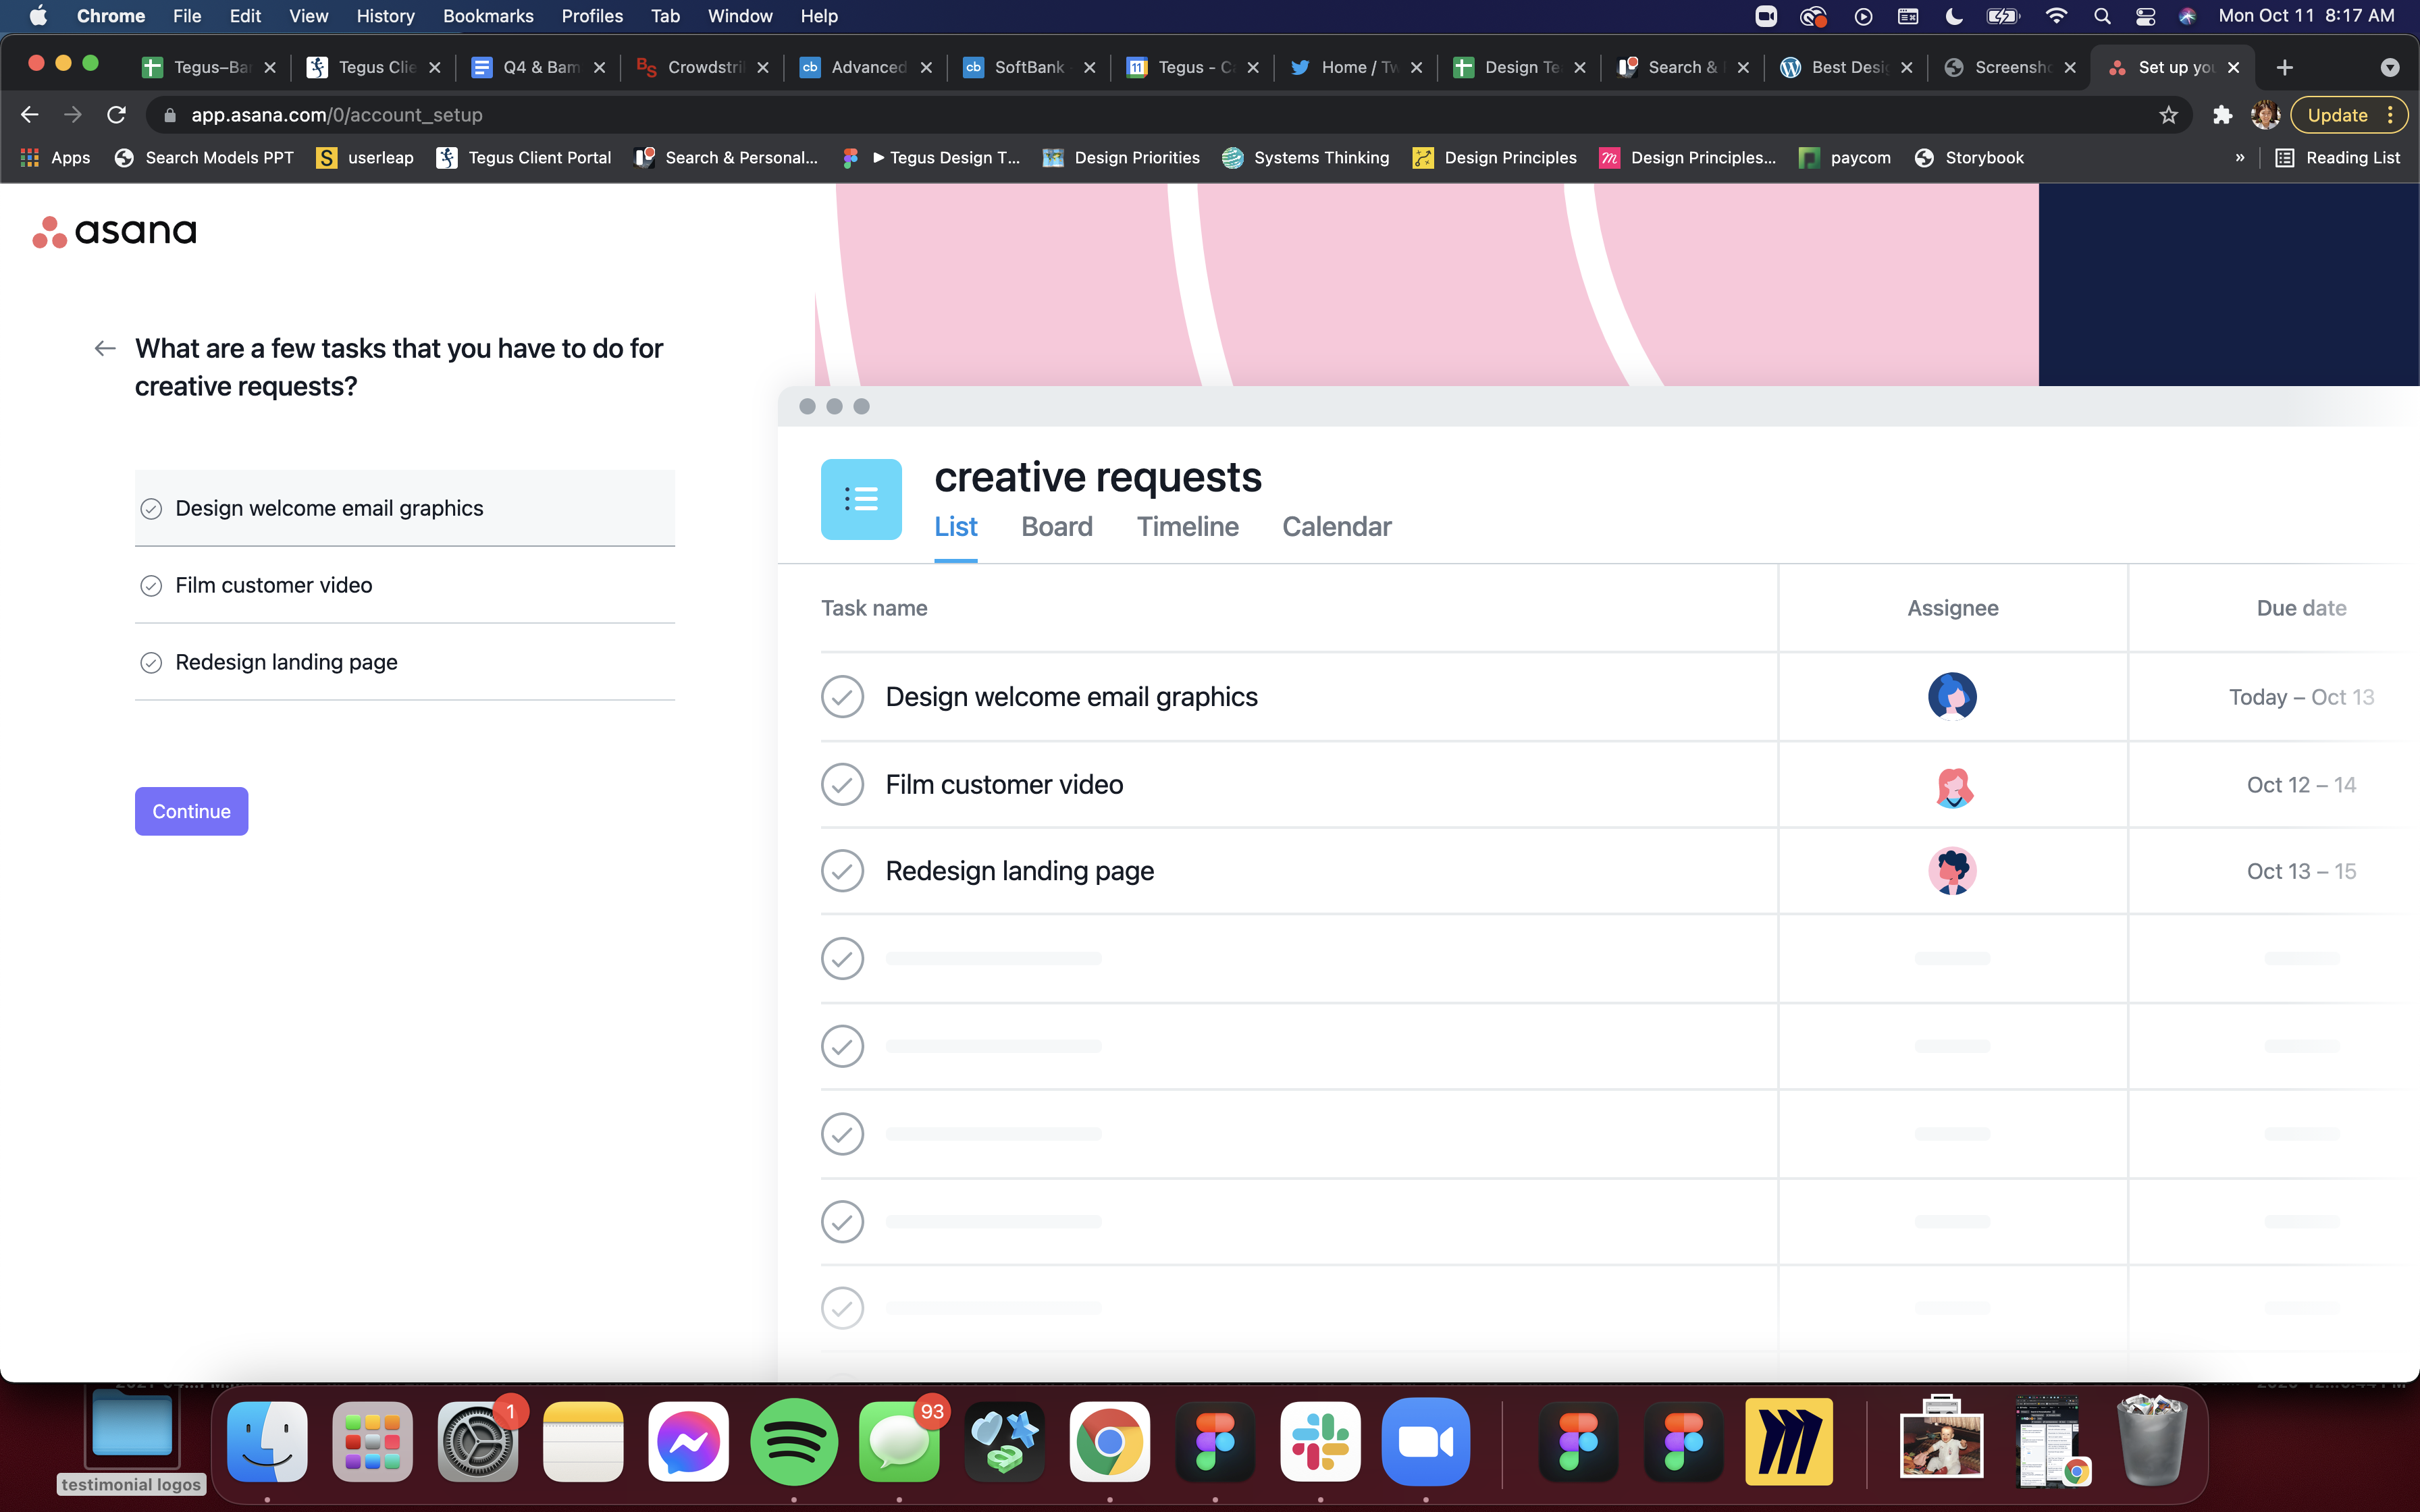 Chrome File Edit View History Bookmarks Profiles Tab Window Help Mon Oct 11 8:17 AM
Tegus–Ba Tegus Clie Q4 & Bam Crowdstri Advanced SoftBank Tegus - C Home / Tw Design Te Search & Best Desi Screensho Set up you
app.asana.com/0/account_setup Update
Apps Search Models PPT userleap Tegus Client Portal Search & Personal... ▶ Tegus Design T... Design Priorities Systems Thinking Design Principles Design Principles... paycom Storybook » Reading List
asana
What are a few tasks that you have to do for
creative requests?
Design welcome email graphics
Film customer video
Redesign landing page
Continue
creative requests
List Board Timeline Calendar
Task name Assignee Due date
Design welcome email graphics Today – Oct 13
Film customer video Oct 12 – 14
Redesign landing page Oct 13 – 15
1
93
testimonial logos